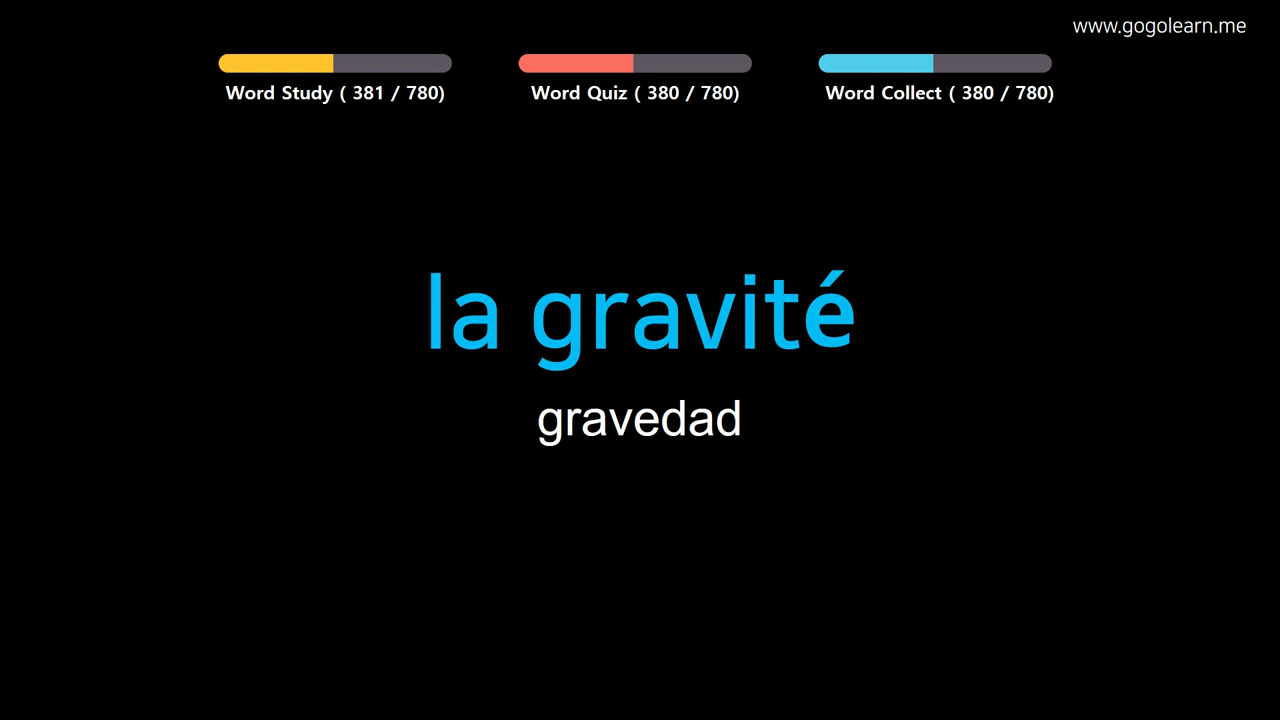 www.gogolearn.me
Word Study ( 381 / 780)
Word Quiz ( 380 / 780)
Word Collect ( 380 / 780)
la gravité
gravedad